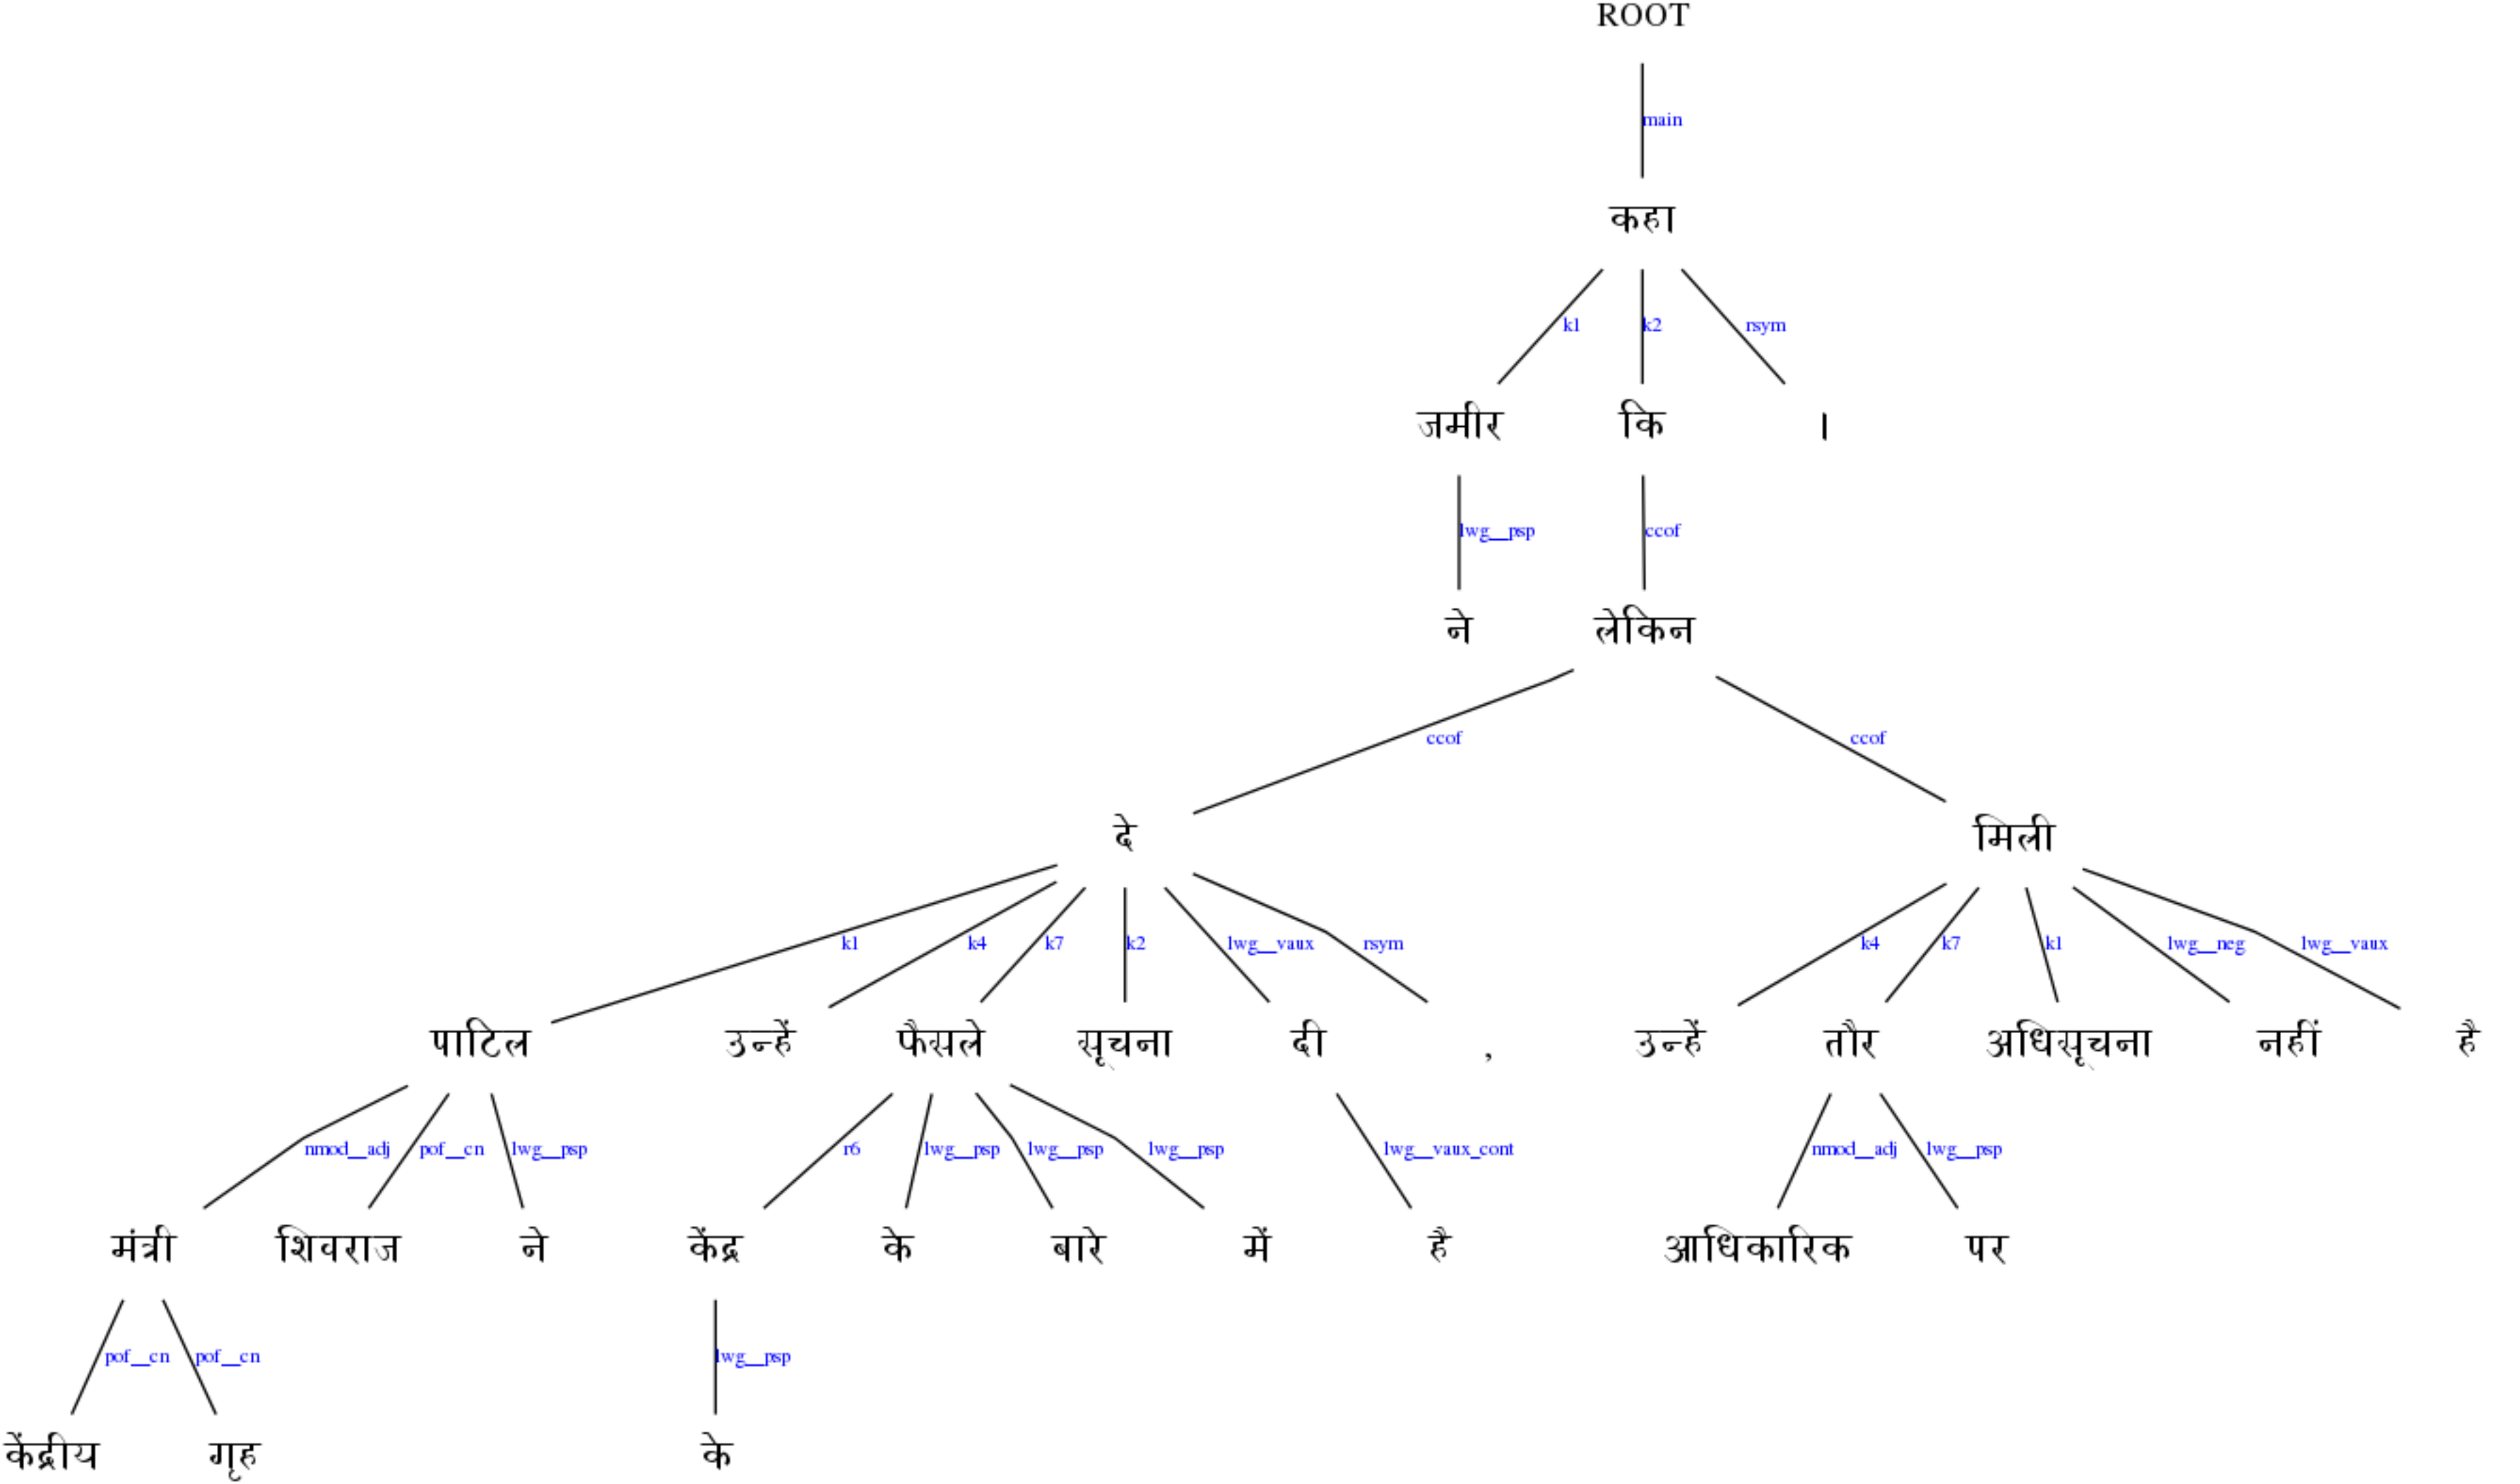 ROOT
main
कहा
k1 k2 rsym
जमीर कि ।
lwg__psp ccof
ने लेकिन
ccof ccof
दे मिली
k1 k4 k7 k2 lwg__vaux rsym k4 k7 k1 lwg__neg lwg__vaux
पाटिल उन्हें फैसले सूचना दी , उन्हें तौर अधिसूचना नहीं है
nmod__adj pof__cn lwg__psp r6 lwg__psp lwg__psp lwg__psp lwg__vaux_cont nmod__adj lwg__psp
मंत्री शिवराज ने केंद्र के बारे में है आधिकारिक पर
pof__cn pof__cn lwg__psp
केंद्रीय गृह के